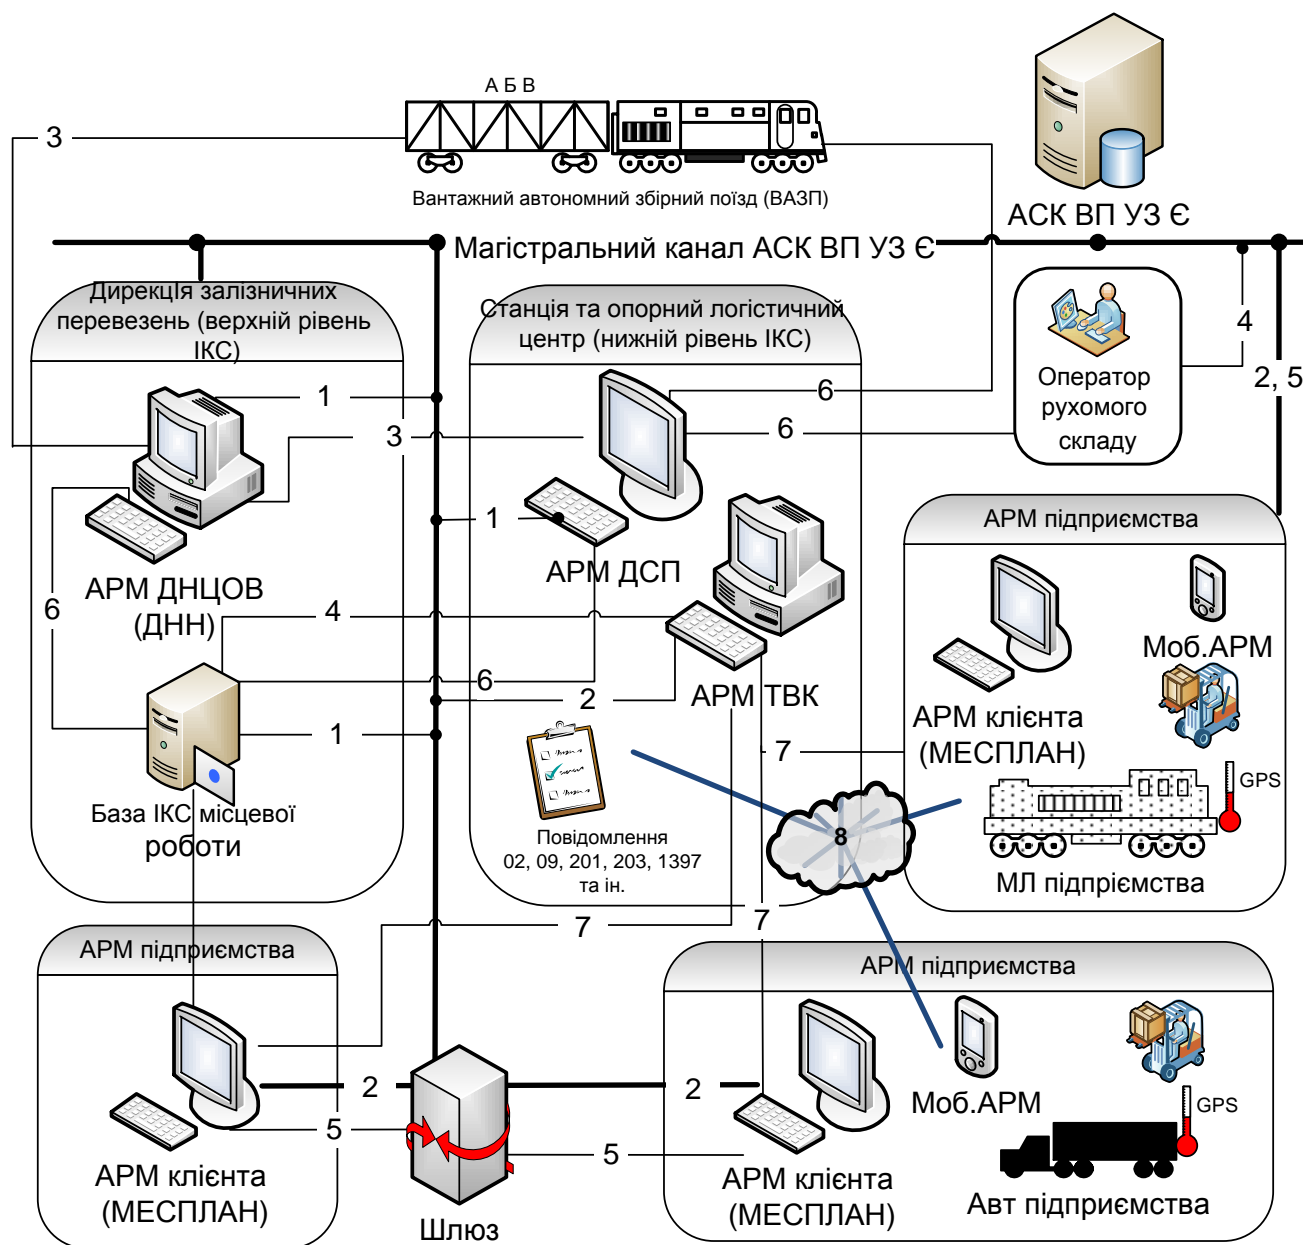 А Б В
3
Вантажний автономний збірний поїзд (ВАЗП)
АСК ВП УЗ Є
Магістральний канал АСК ВП УЗ Є
Дирекція залізничних
перевезень (верхній рівень
ІКС)
Станція та опорний логістичний
центр (нижній рівень ІКС)
4
2, 5
Оператор
рухомого
складу
1
6
3
6
1
АРМ підприємства
АРМ ДНЦОВ
(ДНН)
АРМ ДСП
6
4
Моб.АРМ
6
2
АРМ ТВК
АРМ клієнта
(МЕСПЛАН)
1
7
GPS
База ІКС місцевої
роботи
Повідомлення
02, 09, 201, 203, 1397
та ін.
8
МЛ підпріємства
7
7
АРМ підприємства
АРМ підприємства
2
2
Моб.АРМ
GPS
5
5
АРМ клієнта
(МЕСПЛАН)
АРМ клієнта
(МЕСПЛАН)
Авт підприємства
Шлюз